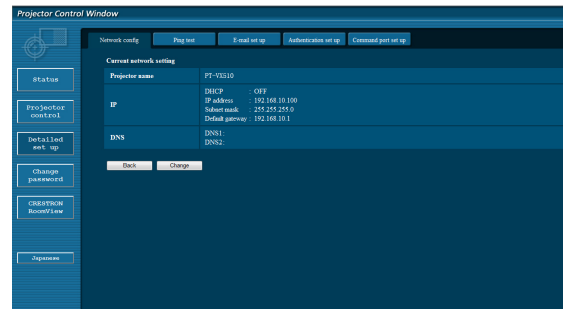 Projector Control Window
Network config Ping test E-mail set up Authentication set up Command port set up
Current network setting
Status
Projector name PT-VX510
IP
DHCP : OFF
IP address : 192.168.10.100
Subset mask : 255.255.255.0
Default gateway : 192.168.10.1
Projector
control
DNS
DNS1:
DNS2:
Detailed
set up
Back Change
Change
password
CRESTRON
RoomView
Japanese